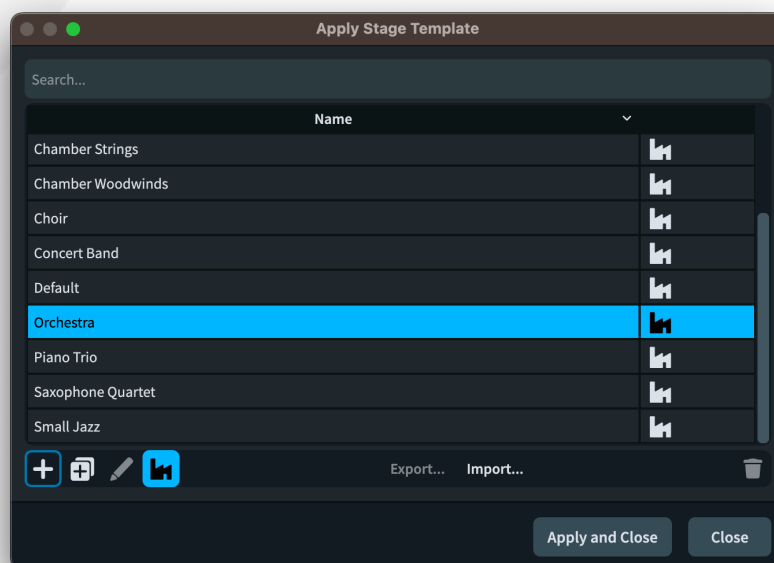 Apply Stage Template
Search...
Name
Chamber Strings
Chamber Woodwinds
Choir
Concert Band
Default
Orchestra
Piano Trio
Saxophone Quartet
Small Jazz
Export... Import...
Apply and Close Close